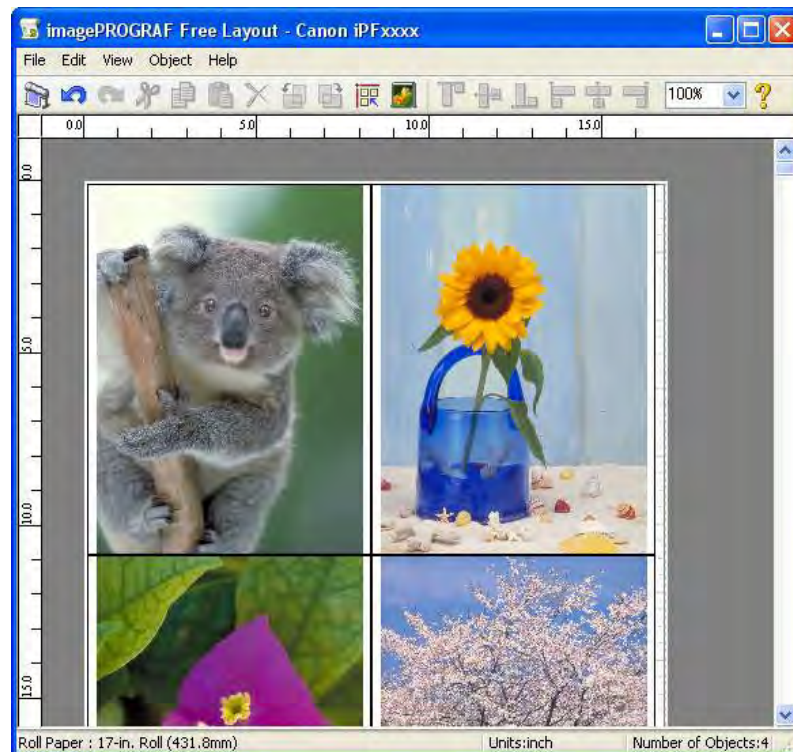 imagePROGRAF Free Layout - Canon iPFxxxx
File Edit View Object Help
100%
0.0 5.0 10.0 15.0
0.0
5.0
10.0
15.0
Roll Paper : 17-in. Roll (431.8mm) Units:inch Number of Objects:4